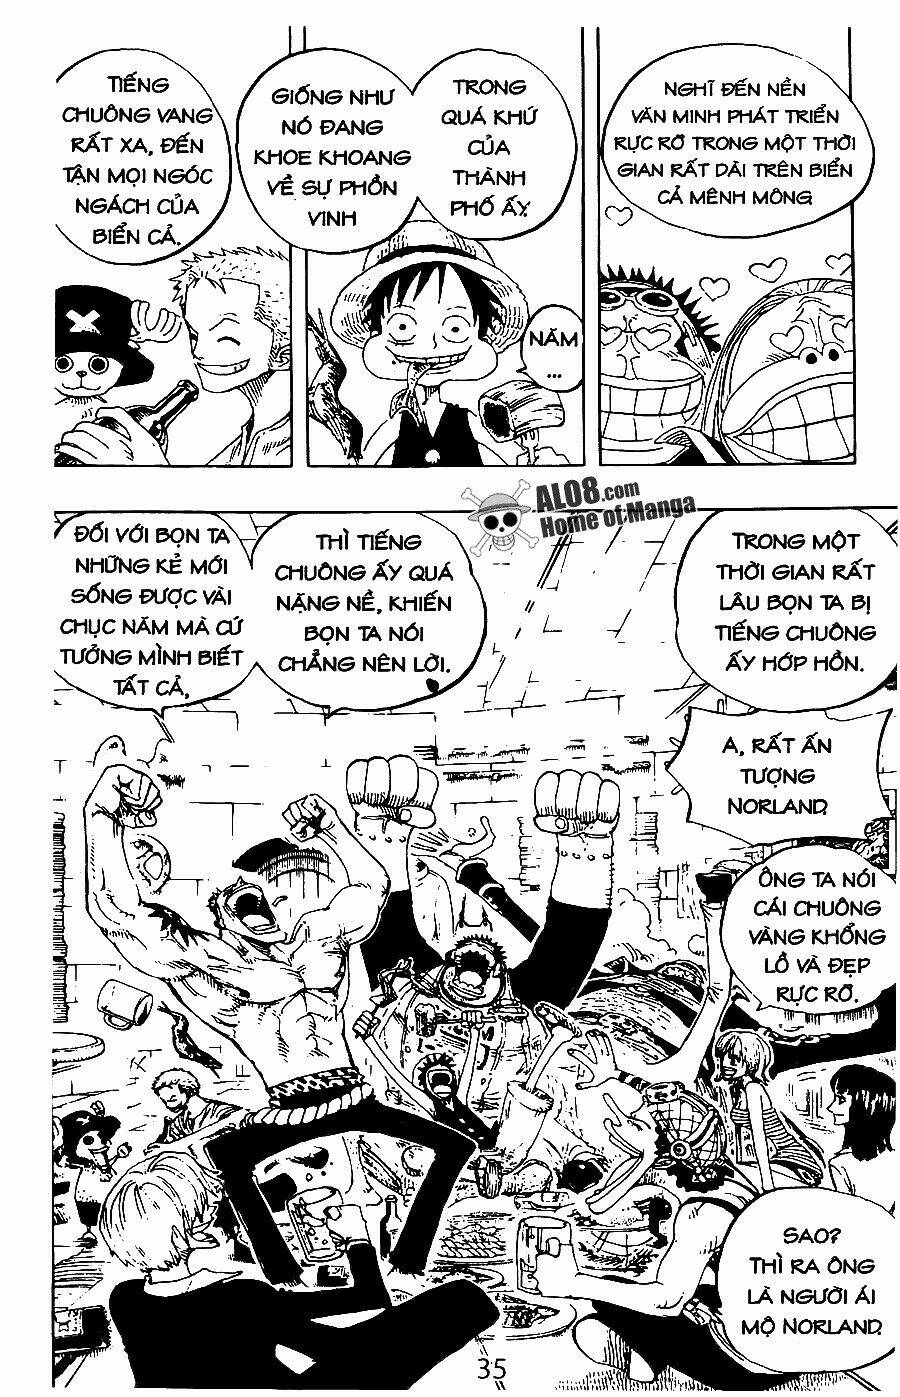 TIẾNG
CHUÔNG VANG
RẤT XA, ĐẾN
TẬN MỌI NGÓC
NGÁCH CỦA
BIỂN CẢ.
GIỐNG NHƯ
NÓ ĐANG
KHOE KHOANG
VỀ SỰ PHỒN
VINH
TRONG
QUÁ KHỨ
CỦA
THÀNH
PHỐ ẤY.
NĂM
...
NGHĨ ĐẾN NỀN
VĂN MINH PHÁT TRIỂN
RỰC RỠ TRONG MỘT THỜI
GIAN RẤT DÀI TRÊN BIỂN
CẢ MÊNH MÔNG.
ALO8.com
Home of Manga
ĐỐI VỚI BỌN TA
NHỮNG KẺ MỚI
SỐNG ĐƯỢC VÀI
CHỤC NĂM MÀ CỨ
TƯỞNG MÌNH BIẾT
TẤT CẢ,
THÌ TIẾNG
CHUÔNG ẤY QUÁ
NẶNG NỀ, KHIẾN
BỌN TA NÓI
CHẲNG NÊN LỜI.
TRONG MỘT
THỜI GIAN RẤT
LÂU BỌN TA BỊ
TIẾNG CHUÔNG
ẤY HỚP HỒN.
A, RẤT ẤN
TƯỢNG
NORLAND.
ÔNG TA NÓI
CÁI CHUÔNG
VÀNG KHỔNG
LỒ VÀ ĐẸP
RỰC RỠ.
SAO?
THÌ RA ÔNG
LÀ NGƯỜI ÁI
MỘ NORLAND.
35